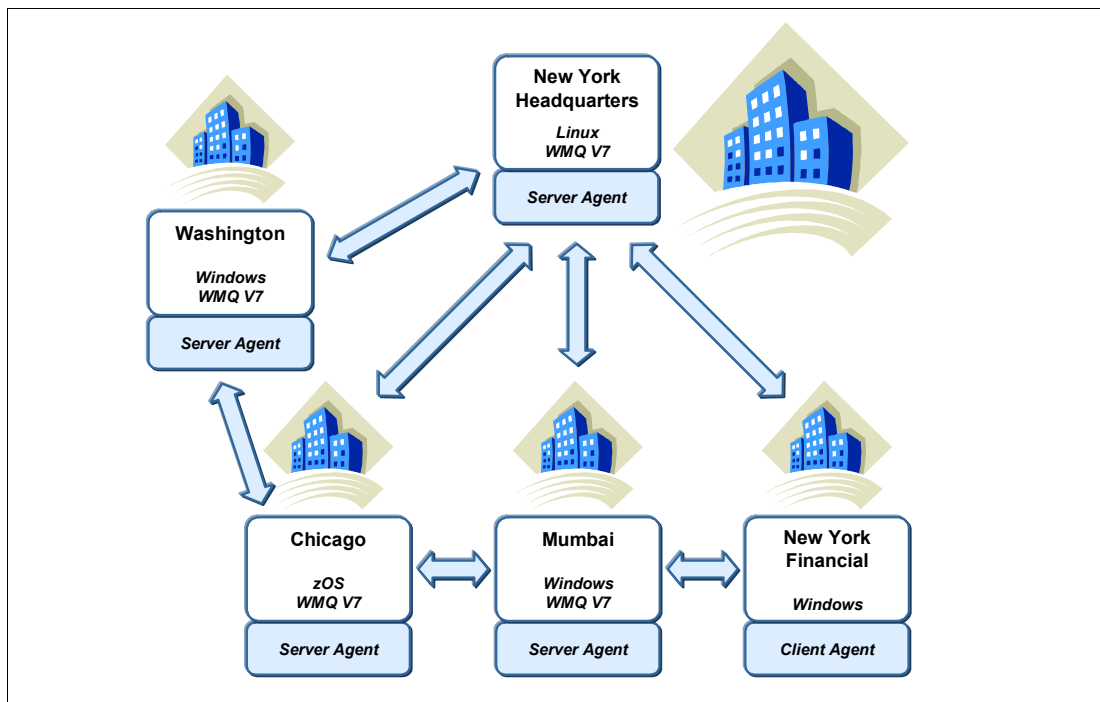 New York
Headquarters
Linux
WMQ V7
Server Agent
Washington
Windows
WMQ V7
Server Agent
Chicago
zOS
WMQ V7
Server Agent
Mumbai
Windows
WMQ V7
Server Agent
New York
Financial
Windows
Client Agent